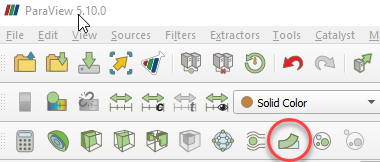 ParaView 5.10.0
File Edit View Sources Filters Extractors Tools Catalyst
Solid Color